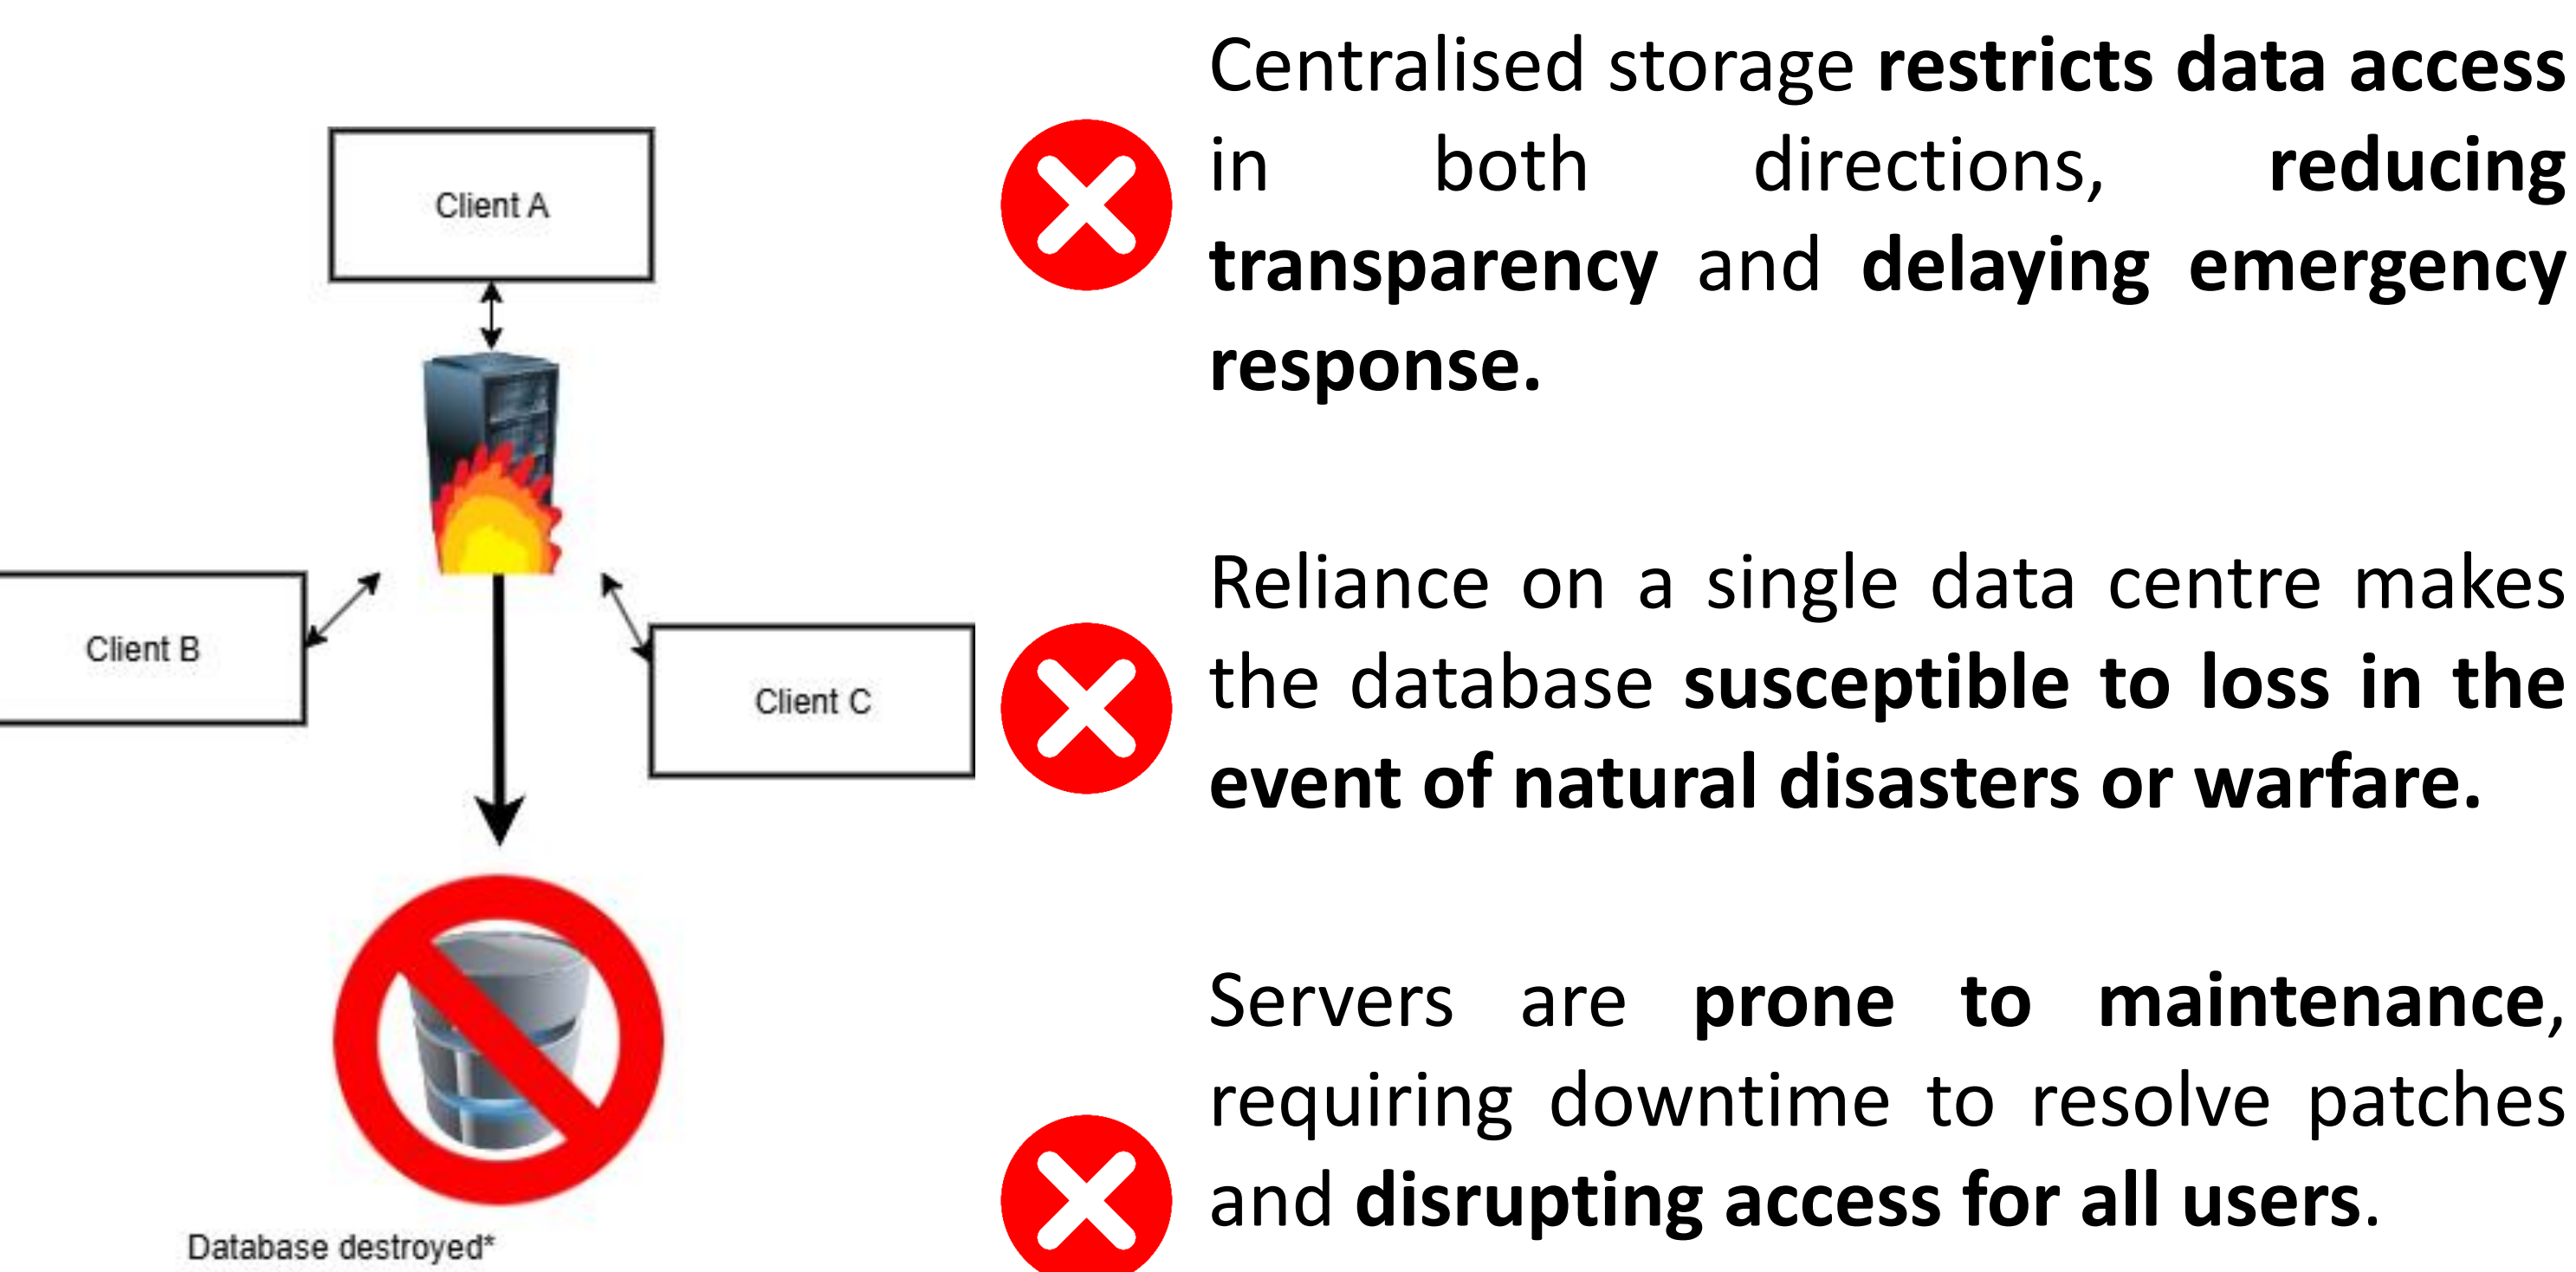 Client A
Client B
Client C
Database destroyed*
Centralised storage restricts data access
in both directions, reducing
transparency and delaying emergency
response.
Reliance on a single data centre makes
the database susceptible to loss in the
event of natural disasters or warfare.
Servers are prone to maintenance,
requiring downtime to resolve patches
and disrupting access for all users.